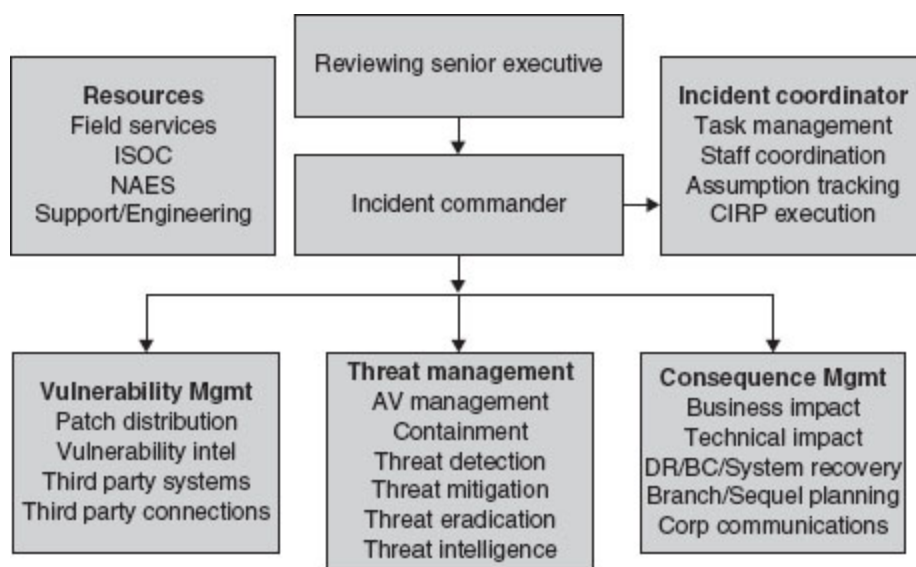 Reviewing senior executive
Resources
Field services
ISOC
NAES
Support/Engineering
Incident commander
Incident coordinator
Task management
Staff coordination
Assumption tracking
CIRP execution
Vulnerability Mgmt
Patch distribution
Vulnerability intel
Third party systems
Third party connections
Threat management
AV management
Containment
Threat detection
Threat mitigation
Threat eradication
Threat intelligence
Consequence Mgmt
Business impact
Technical impact
DR/BC/System recovery
Branch/Sequel planning
Corp communications